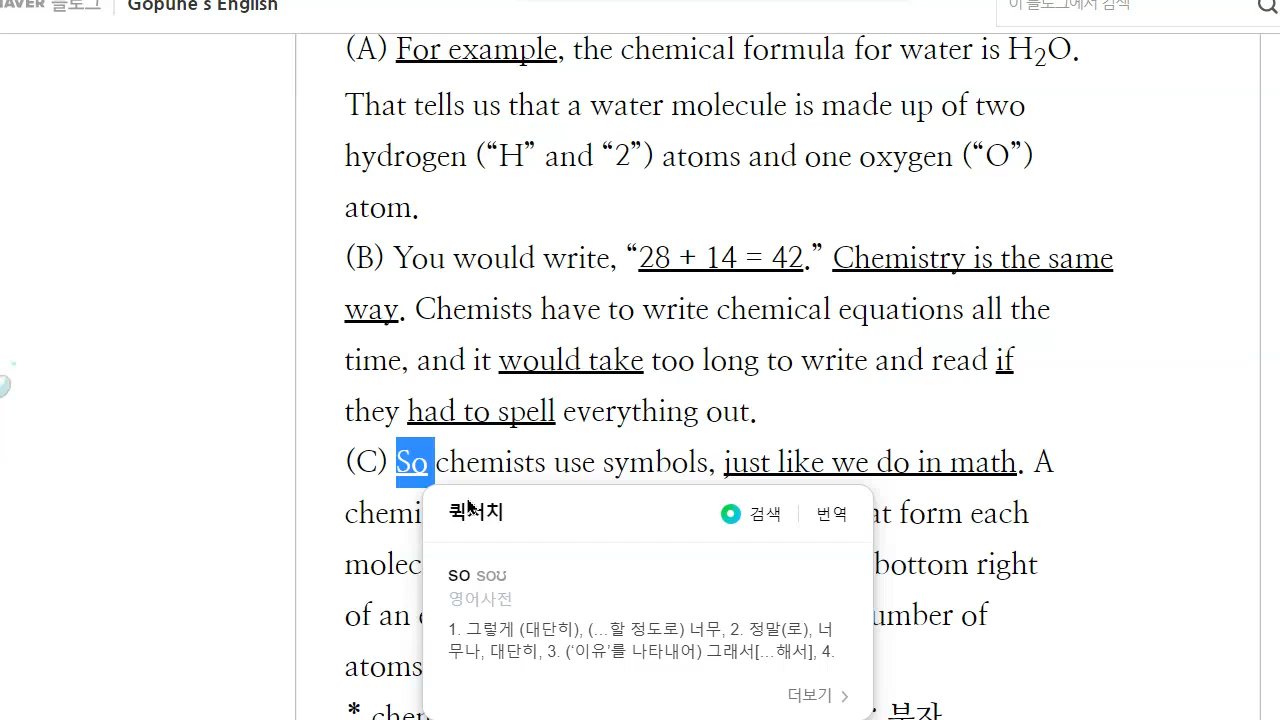 NAVER 블로그 Gopune's English 이 블로그에서 검색
(A) For example, the chemical formula for water is H₂O.
That tells us that a water molecule is made up of two
hydrogen (“H” and “2”) atoms and one oxygen (“O”)
atom.
(B) You would write, “28 + 14 = 42.” Chemistry is the same
way. Chemists have to write chemical equations all the
time, and it would take too long to write and read if
they had to spell everything out.
(C) So chemists use symbols, just like we do in math. A
form each
bottom right
of an
of
atoms
퀵서치 검색 번역
so soʊ
영어사전
1. 그렇게 (대단히), (…할 정도로) 너무, 2. 정말(로), 너
무나, 대단히, 3. (‘이유’를 나타내어) 그래서[…해서], 4.
더보기
*